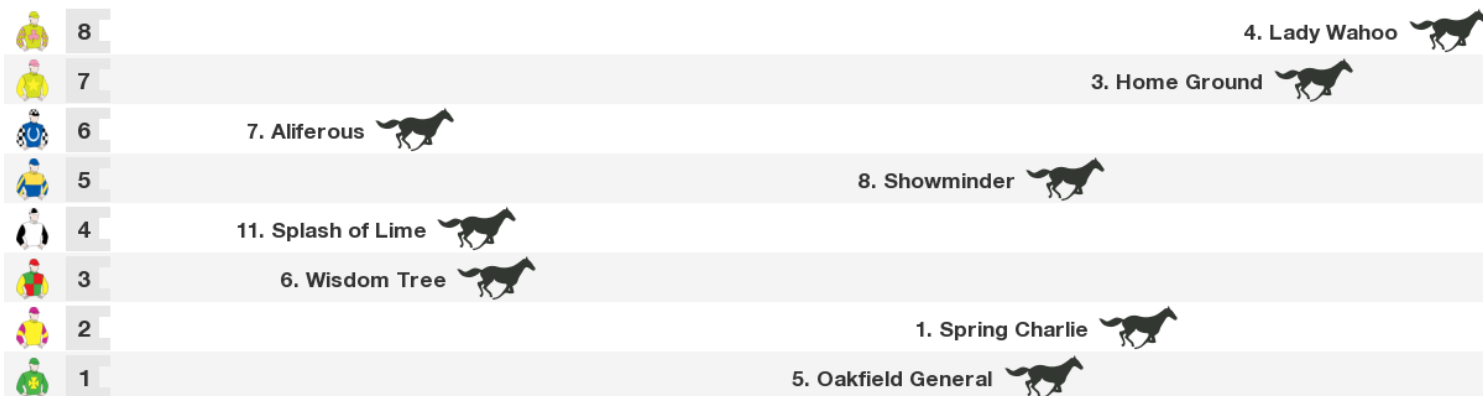 8 4. Lady Wahoo
7 3. Home Ground
6 7. Aliferous
5 8. Showminder
4 11. Splash of Lime
3 6. Wisdom Tree
2 1. Spring Charlie
1 5. Oakfield General